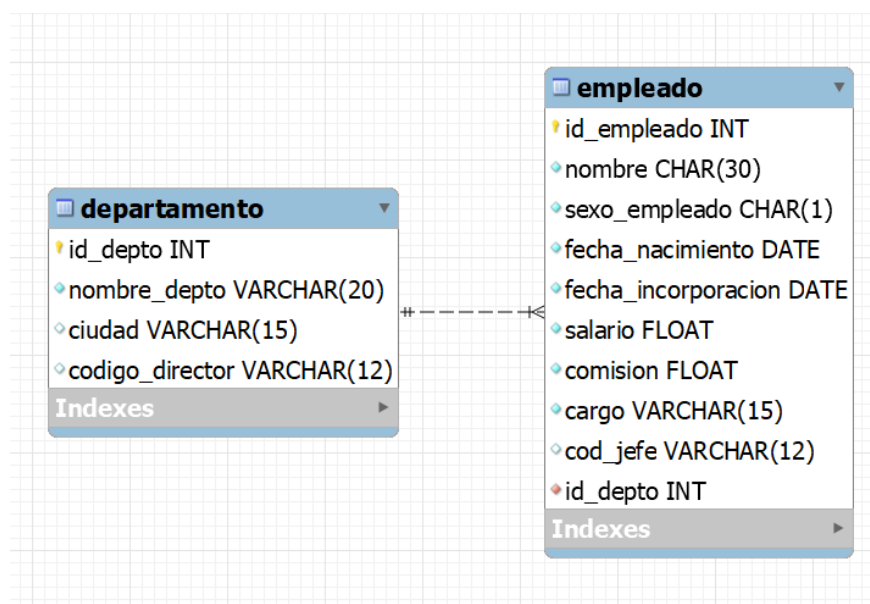 departamento
id_depto INT
nombre_depto VARCHAR(20)
ciudad VARCHAR(15)
codigo_director VARCHAR(12)
Indexes
empleado
id_empleado INT
nombre CHAR(30)
sexo_empleado CHAR(1)
fecha_nacimiento DATE
fecha_incorporacion DATE
salario FLOAT
comision FLOAT
cargo VARCHAR(15)
cod_jefe VARCHAR(12)
id_depto INT
Indexes